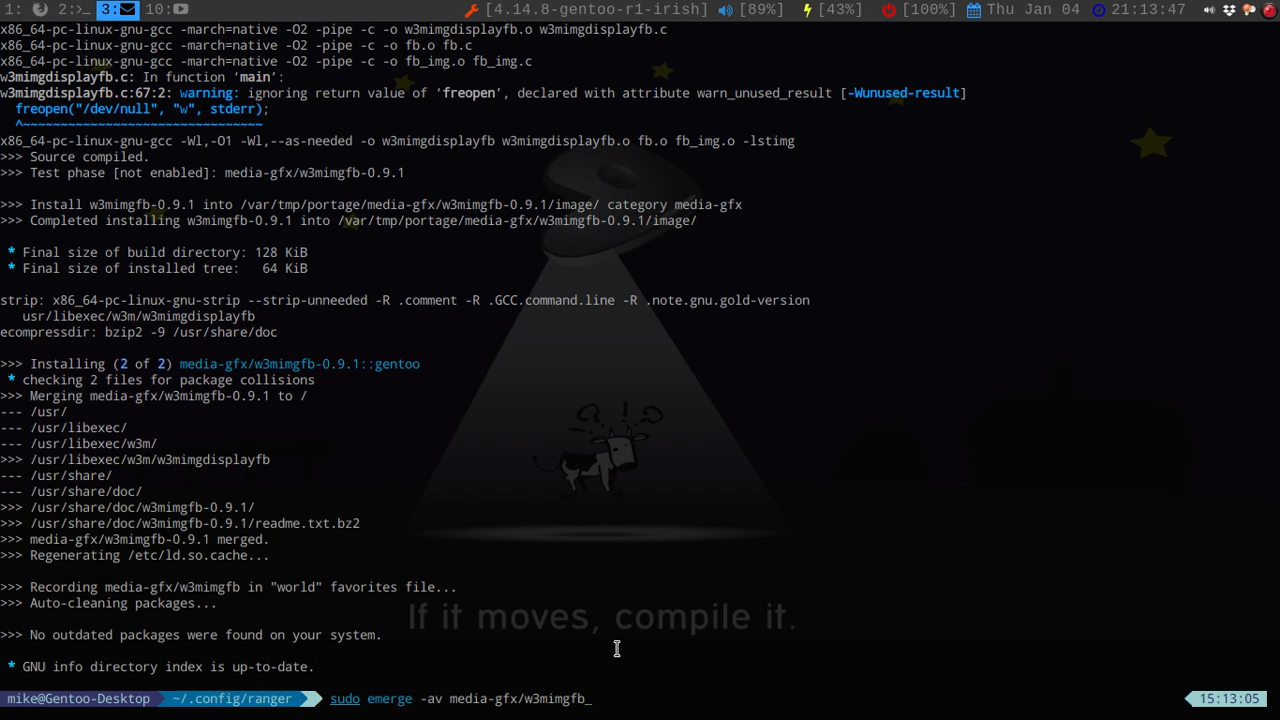 1: 2:>_ 3: 10: [4.14.8-gentoo-r1-irish] [89%] [43%] [100%] Thu Jan 04 21:13:47
x86_64-pc-linux-gnu-gcc -march=native -O2 -pipe -c -o w3mimgdisplayfb.o w3mimgdisplayfb.c
x86_64-pc-linux-gnu-gcc -march=native -O2 -pipe -c -o fb.o fb.c
x86_64-pc-linux-gnu-gcc -march=native -O2 -pipe -c -o fb_img.o fb_img.c
w3mimgdisplayfb.c: In function ‘main’:
w3mimgdisplayfb.c:67:2: warning: ignoring return value of ‘freopen’, declared with attribute warn_unused_result [-Wunused-result]
  freopen("/dev/null", "w", stderr);
  ^~~~~~~~~~~~~~~~~~~~~~~~~~~~~~~~~
x86_64-pc-linux-gnu-gcc -Wl,-O1 -Wl,--as-needed -o w3mimgdisplayfb w3mimgdisplayfb.o fb.o fb_img.o -lstimg
>>> Source compiled.
>>> Test phase [not enabled]: media-gfx/w3mimgfb-0.9.1
>>> Install w3mimgfb-0.9.1 into /var/tmp/portage/media-gfx/w3mimgfb-0.9.1/image/ category media-gfx
>>> Completed installing w3mimgfb-0.9.1 into /var/tmp/portage/media-gfx/w3mimgfb-0.9.1/image/
 * Final size of build directory: 128 KiB
 * Final size of installed tree:   64 KiB
strip: x86_64-pc-linux-gnu-strip --strip-unneeded -R .comment -R .GCC.command.line -R .note.gnu.gold-version
   usr/libexec/w3m/w3mimgdisplayfb
ecompressdir: bzip2 -9 /usr/share/doc
>>> Installing (2 of 2) media-gfx/w3mimgfb-0.9.1::gentoo
 * checking 2 files for package collisions
>>> Merging media-gfx/w3mimgfb-0.9.1 to /
--- /usr/
--- /usr/libexec/
--- /usr/libexec/w3m/
>>> /usr/libexec/w3m/w3mimgdisplayfb
--- /usr/share/
--- /usr/share/doc/
>>> /usr/share/doc/w3mimgfb-0.9.1/
>>> /usr/share/doc/w3mimgfb-0.9.1/readme.txt.bz2
>>> media-gfx/w3mimgfb-0.9.1 merged.
>>> Regenerating /etc/ld.so.cache...
>>> Recording media-gfx/w3mimgfb in "world" favorites file...
>>> Auto-cleaning packages...
If it moves, compile it.
>>> No outdated packages were found on your system.
 * GNU info directory index is up-to-date.
mike@Gentoo-Desktop ~/.config/ranger sudo emerge -av media-gfx/w3mimgfb_ 15:13:05